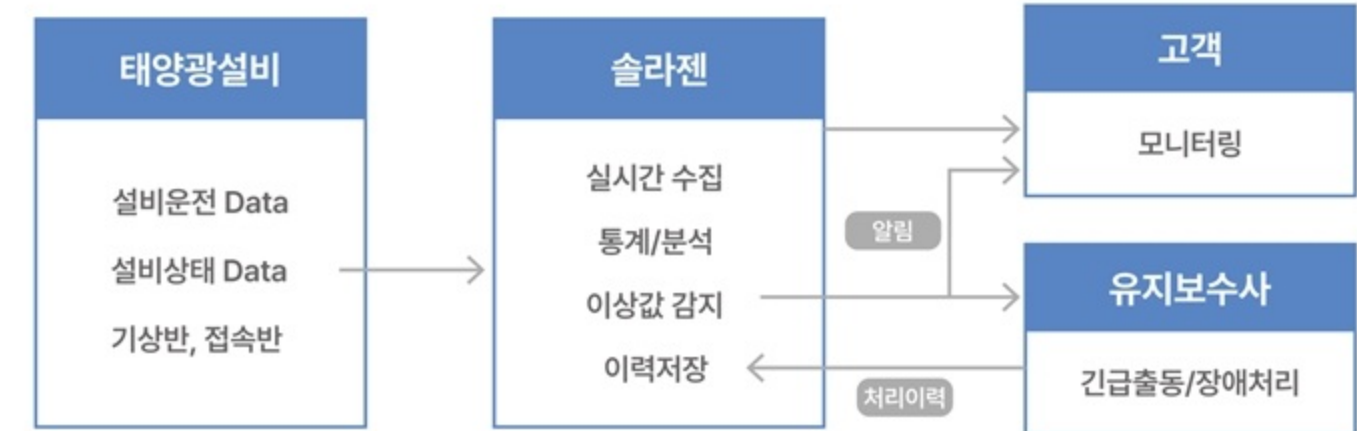 태양광설비
설비운전 Data
설비상태 Data
기상반, 접속반
솔라젠
실시간 수집
통계/분석
이상값 감지
이력저장
알림
처리이력
고객
모니터링
유지보수사
긴급출동/장애처리